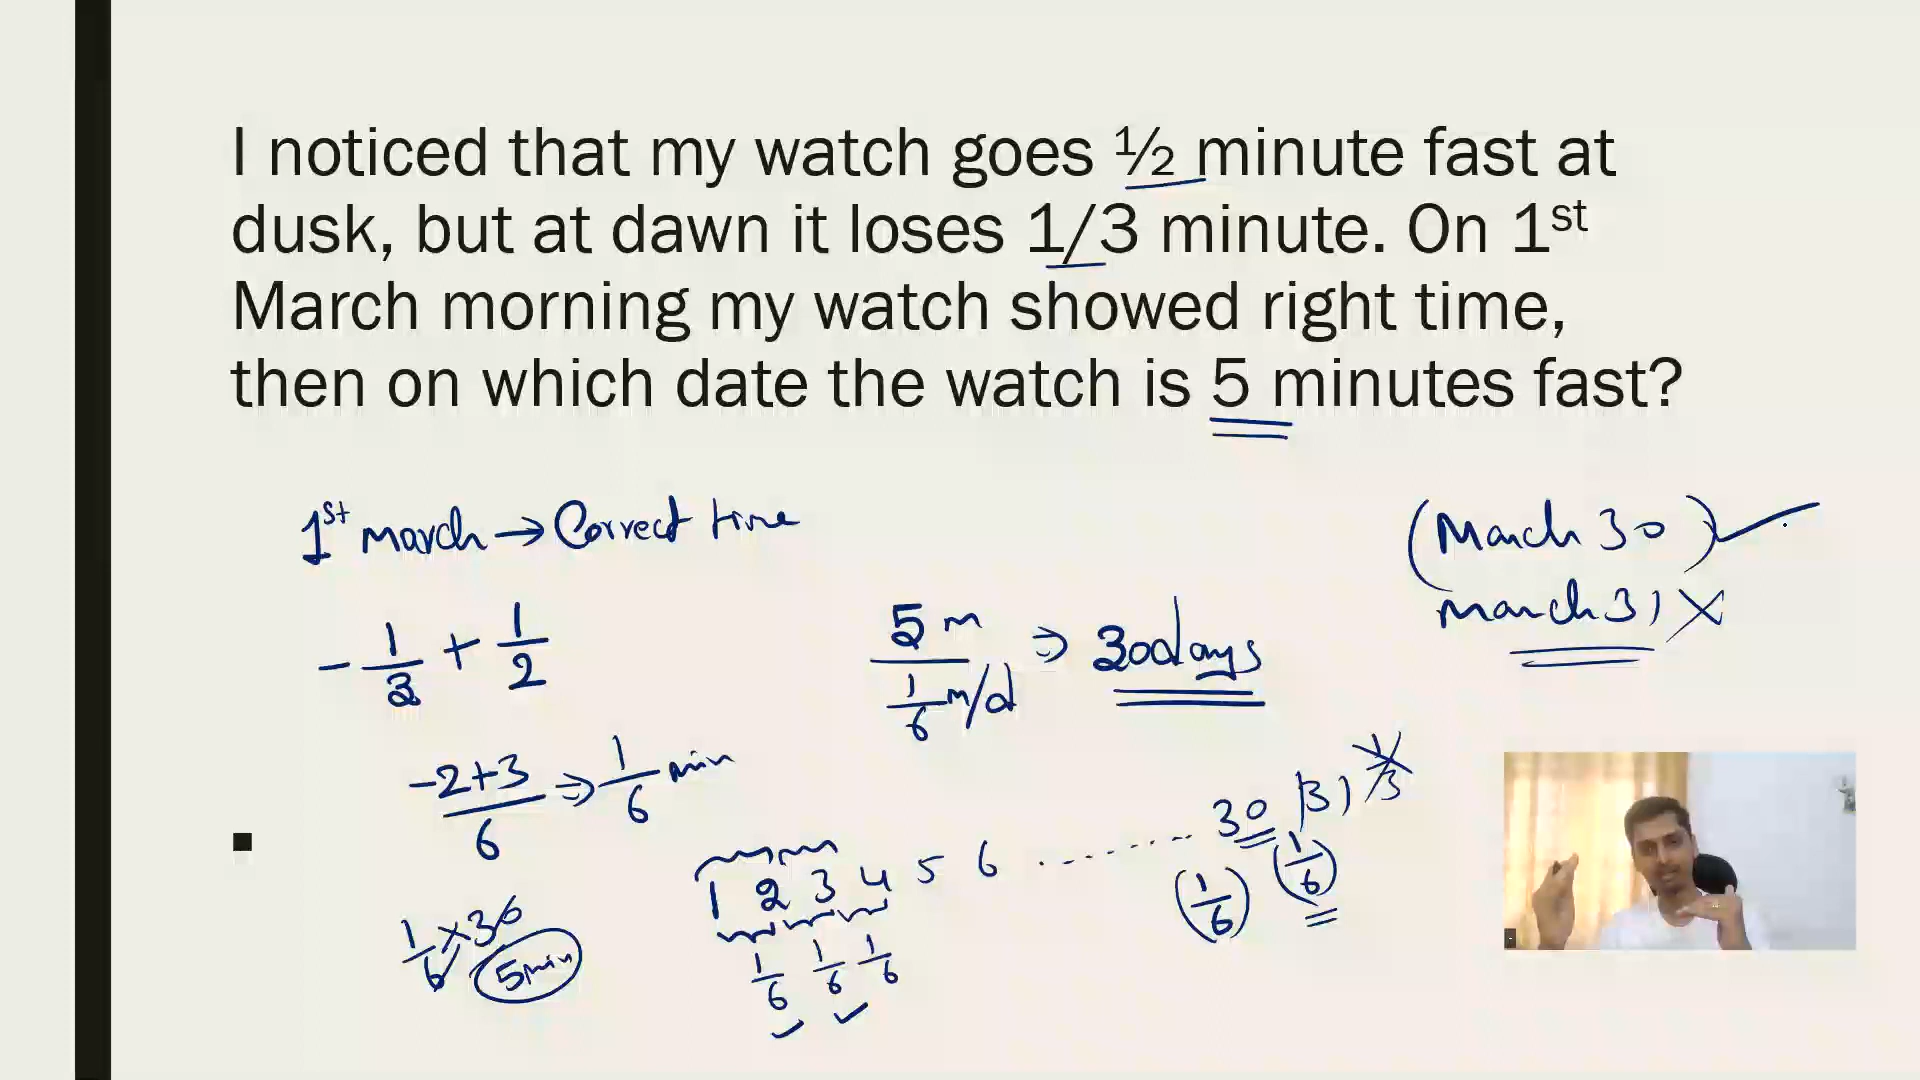 I noticed that my watch goes ½ minute fast at
dusk, but at dawn it loses 1/3 minute. On 1st
March morning my watch showed right time,
then on which date the watch is 5 minutes fast?
1st march → Correct time
(March 30) ✓
march 31 ✗
- 1/3 + 1/2
5 m / 1/6 m/d ⇒ 30 days
-2+3 / 6 ⇒ 1/6 min
1 2 3 4 5 6 ........ 30 31 1/3
1/6 × 30
5 min
1/6 1/6 1/6
(1/6) (1/6)